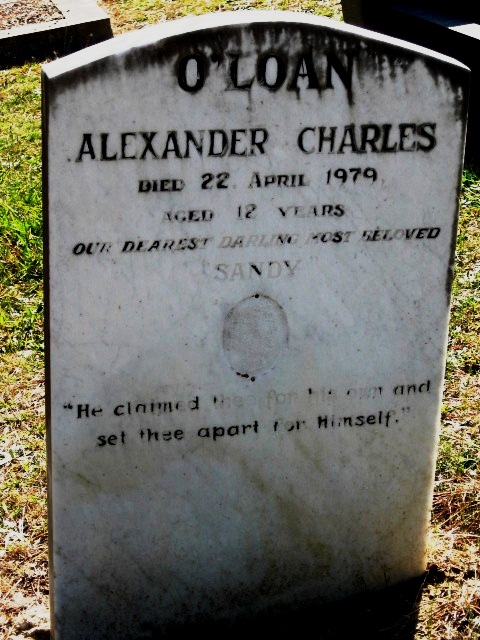 O'LOAN
ALEXANDER CHARLES
DIED 22 APRIL 1979
AGED 12 YEARS
OUR DEAREST DARLING MOST BELOVED
"SANDY"
"He claimed thee for his own and
set thee apart for Himself."